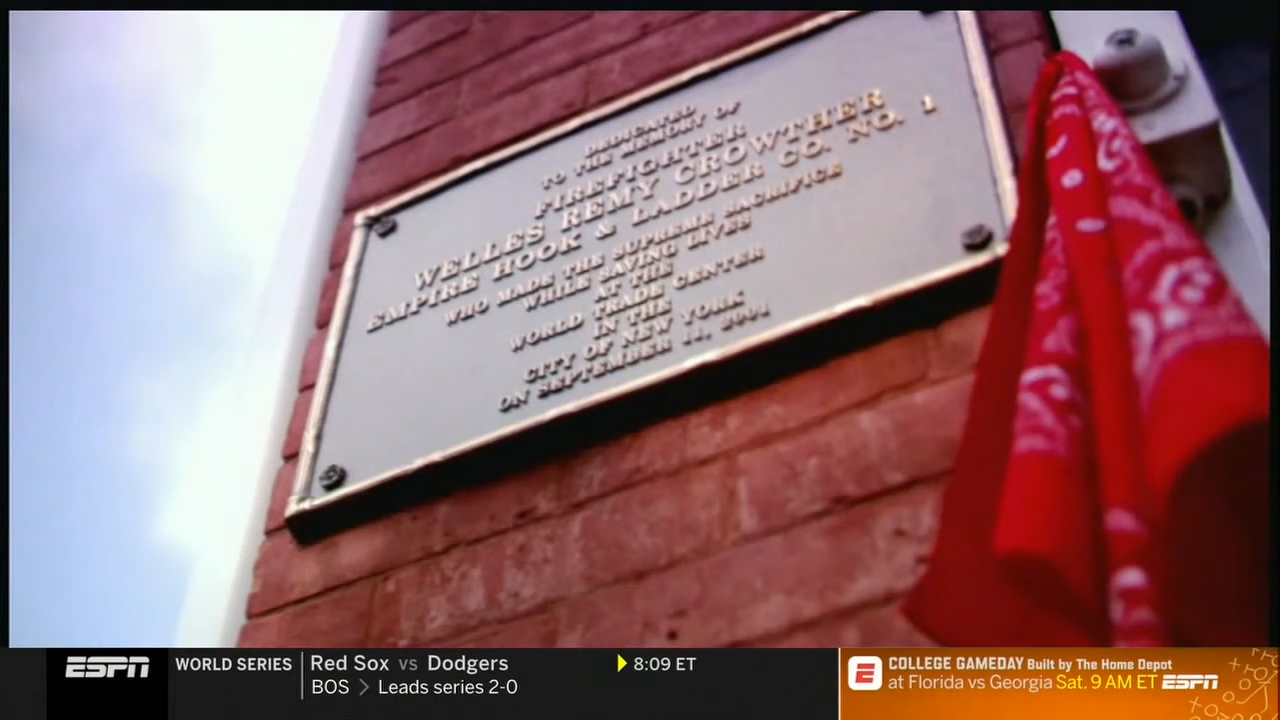 DEDICATED
TO THE MEMORY OF
FIREFIGHTER
WELLES REMY CROWTHER
EMPIRE HOOK & LADDER CO. NO. 1
WHO MADE THE SUPREME SACRIFICE
WHILE SAVING LIVES
AT THE
WORLD TRADE CENTER
IN THE
CITY OF NEW YORK
ON SEPTEMBER 11, 2001
ESPN
WORLD SERIES
Red Sox vs Dodgers
8:09 ET
BOS > Leads series 2-0
E
COLLEGE GAMEDAY Built by The Home Depot
at Florida vs Georgia Sat. 9 AM ET ESPN